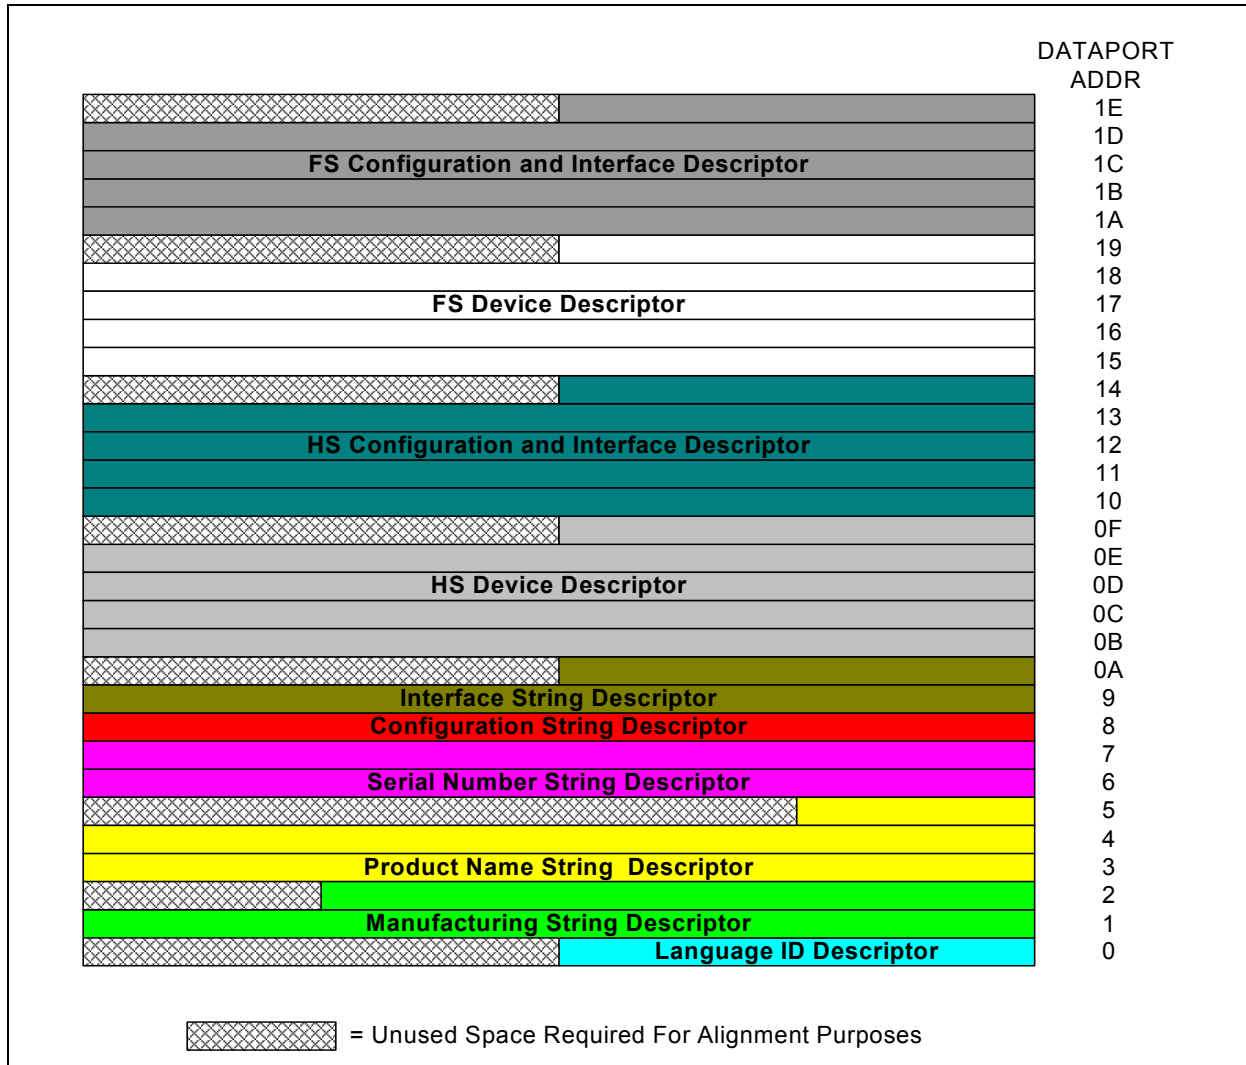 DATAPORT
ADDR
1E
1D
FS Configuration and Interface Descriptor 1C
1B
1A
19
18
FS Device Descriptor 17
16
15
14
13
HS Configuration and Interface Descriptor 12
11
10
0F
0E
HS Device Descriptor 0D
0C
0B
0A
Interface String Descriptor 9
Configuration String Descriptor 8
7
Serial Number String Descriptor 6
5
4
Product Name String Descriptor 3
2
Manufacturing String Descriptor 1
Language ID Descriptor 0
= Unused Space Required For Alignment Purposes